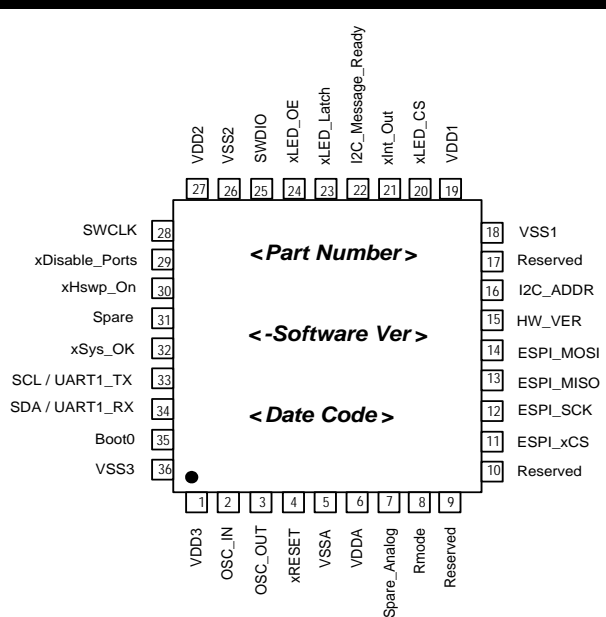 VDD2
VSS2
SWDIO
xLED_OE
xLED_Latch
I2C_Message_Ready
xInt_Out
xLED_CS
VDD1
27
26
25
24
23
22
21
20
19
SWCLK 28
xDisable_Ports 29
xHswp_On 30
Spare 31
xSys_OK 32
SCL / UART1_TX 33
SDA / UART1_RX 34
Boot0 35
VSS3 36
<Part Number>
<-Software Ver >
<Date Code>
18 VSS1
17 Reserved
16 I2C_ADDR
15 HW_VER
14 ESPI_MOSI
13 ESPI_MISO
12 ESPI_SCK
11 ESPI_xCS
10 Reserved
1
2
3
4
5
6
7
8
9
VDD3
OSC_IN
OSC_OUT
xRESET
VSSA
VDDA
Spare_Analog
Rmode
Reserved